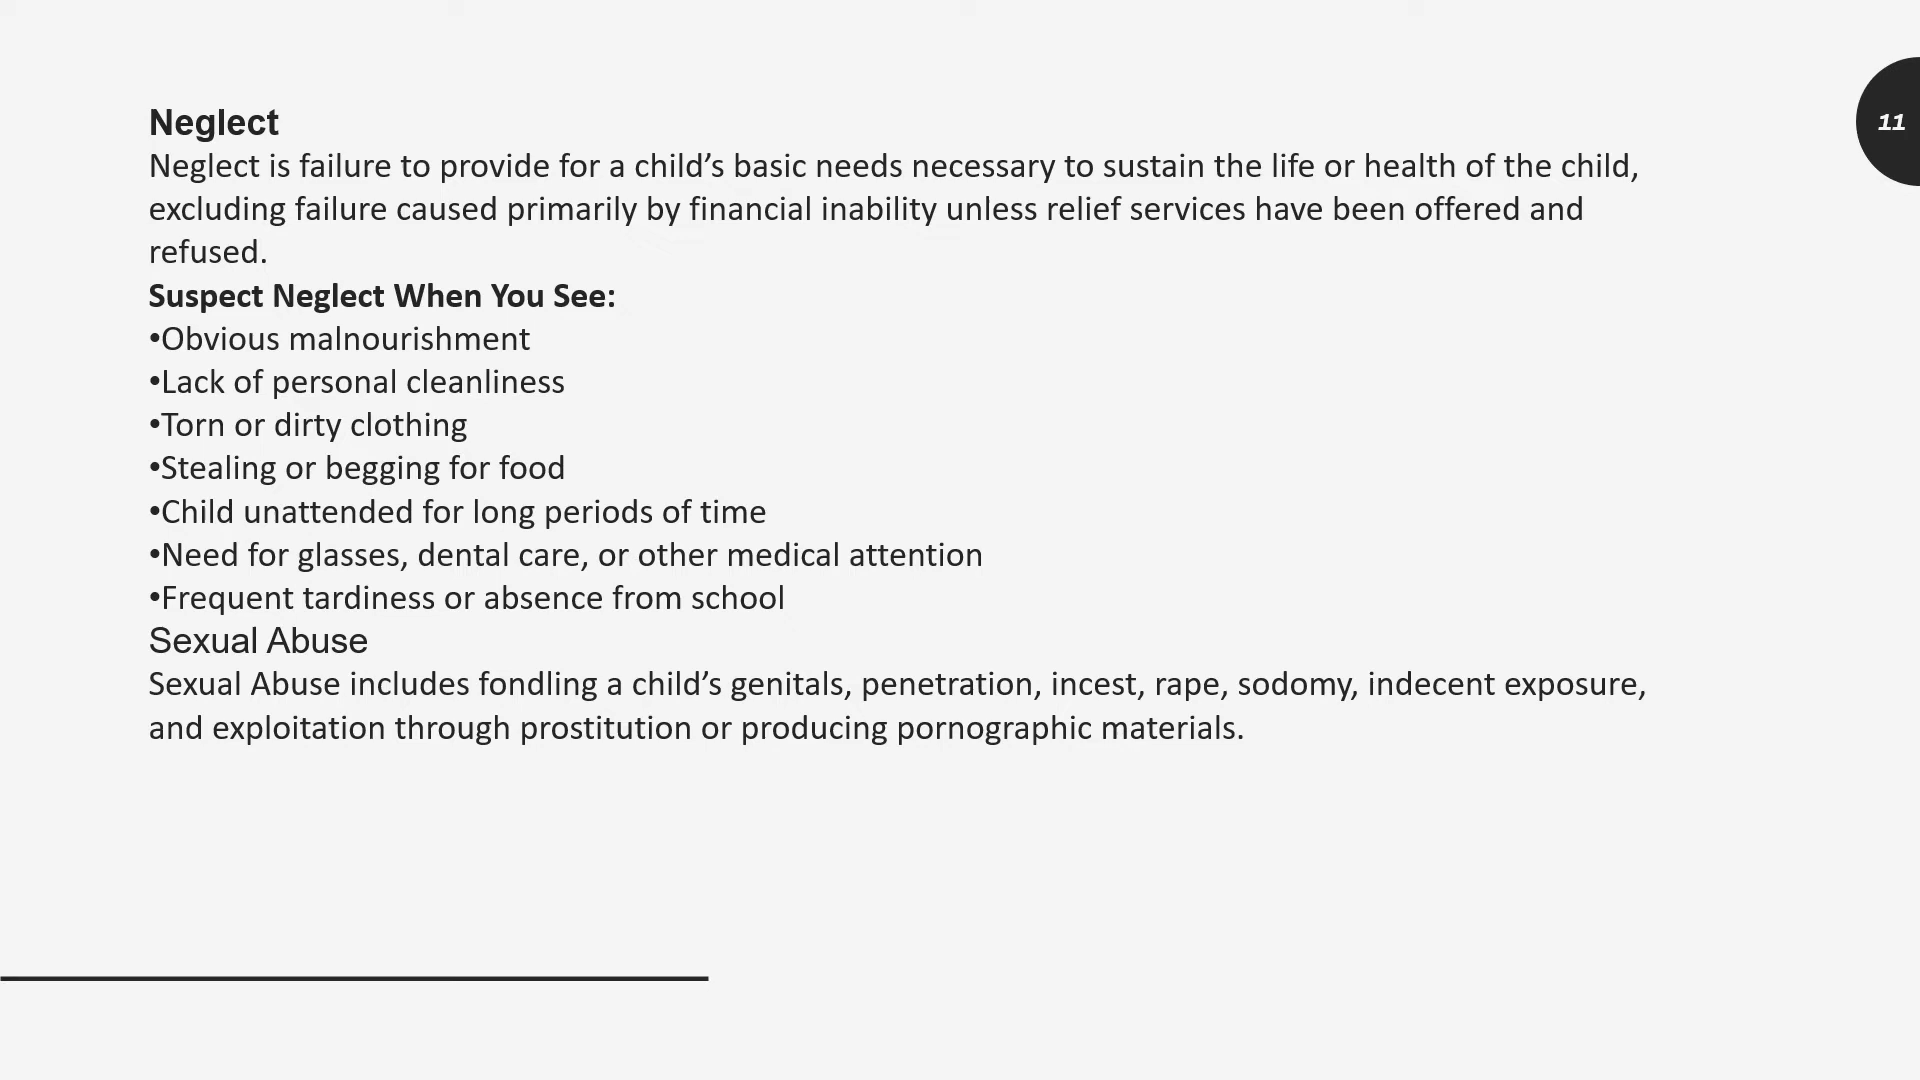 Neglect
11
Neglect is failure to provide for a child’s basic needs necessary to sustain the life or health of the child,
excluding failure caused primarily by financial inability unless relief services have been offered and
refused.
Suspect Neglect When You See:
•Obvious malnourishment
•Lack of personal cleanliness
•Torn or dirty clothing
•Stealing or begging for food
•Child unattended for long periods of time
•Need for glasses, dental care, or other medical attention
•Frequent tardiness or absence from school
Sexual Abuse
Sexual Abuse includes fondling a child’s genitals, penetration, incest, rape, sodomy, indecent exposure,
and exploitation through prostitution or producing pornographic materials.